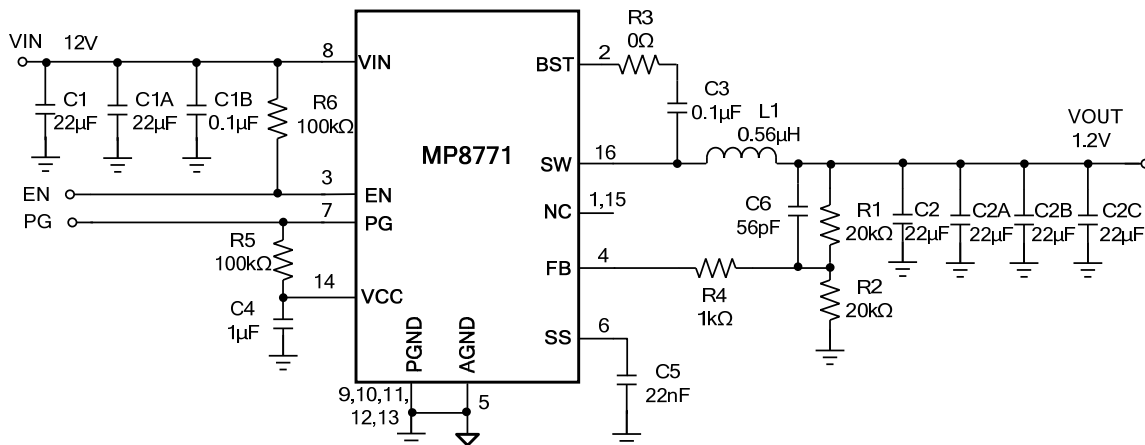 VIN 12V
C1
22µF
C1A
22µF
C1B
0.1µF
R6
100kΩ
8
VIN
EN
3
EN
PG
7
PG
R5
100kΩ
14
VCC
C4
1µF
MP8771
PGND
AGND
9,10,11,
12,13
5
BST
2
R3
0Ω
C3
0.1µF
L1
0.56µH
SW
16
NC
1,15
C6
56pF
R1
20kΩ
FB
4
R4
1kΩ
R2
20kΩ
SS
6
C5
22nF
C2
22µF
C2A
22µF
C2B
22µF
C2C
22µF
VOUT
1.2V